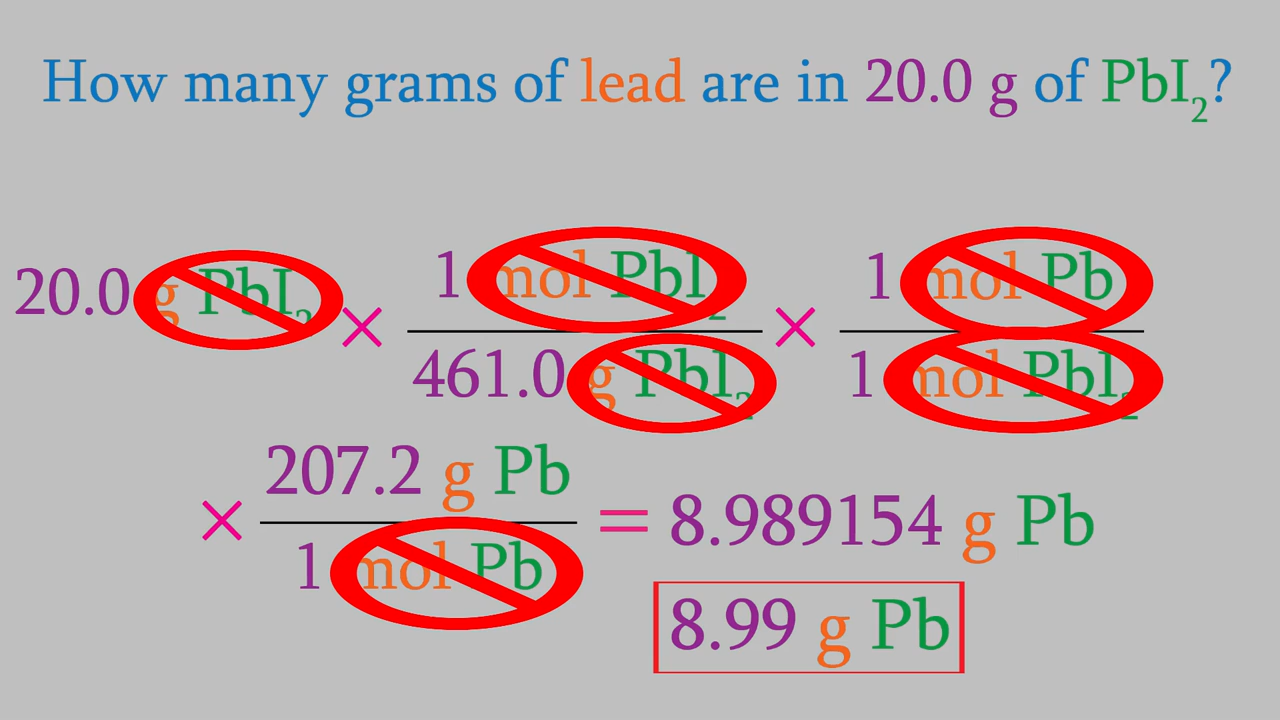 How many grams of lead are in 20.0 g of PbI₂?
20.0 g PbI₂ × 1 mol PbI₂ × 1 mol Pb
461.0 g PbI₂ 1 mol PbI₂
× 207.2 g Pb = 8.989154 g Pb
1 mol Pb
8.99 g Pb